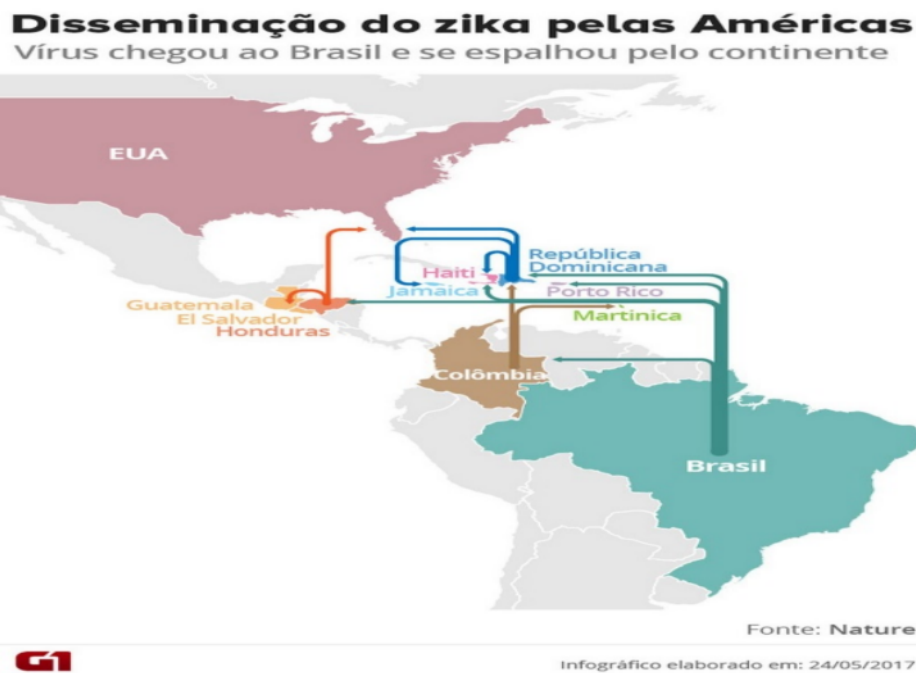 Disseminação do zika pelas Américas
Vírus chegou ao Brasil e se espalhou pelo continente
EUA
República
Dominicana
Haiti
Jamaica
Porto Rico
Guatemala
El Salvador
Honduras
Martinica
Colômbia
Brasil
Fonte: Nature
G1
Infográfico elaborado em: 24/05/2017